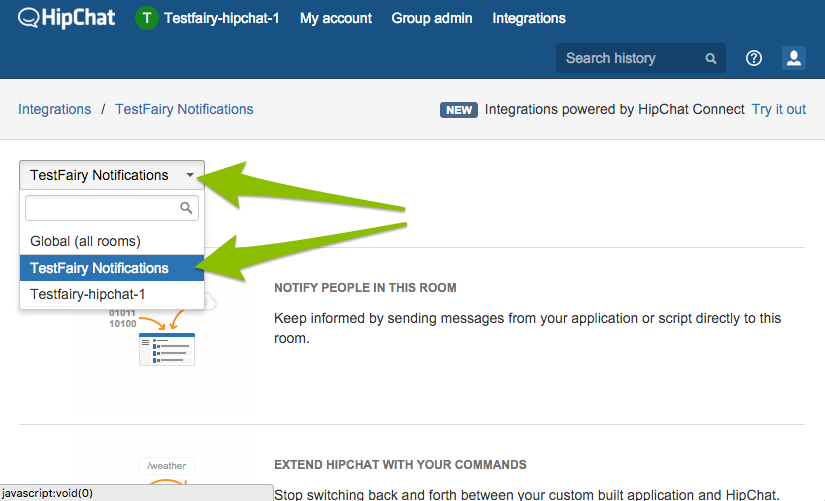 HipChat T Testfairy-hipchat-1 My account Group admin Integrations
Search history ?
Integrations / TestFairy Notifications NEW Integrations powered by HipChat Connect Try it out
TestFairy Notifications
Global (all rooms)
TestFairy Notifications
Testfairy-hipchat-1
NOTIFY PEOPLE IN THIS ROOM
Keep informed by sending messages from your application or script directly to this
room.
01011
10100
/weather
EXTEND HIPCHAT WITH YOUR COMMANDS
Stop switching back and forth between your custom built application and HipChat.
javascript:void(0)